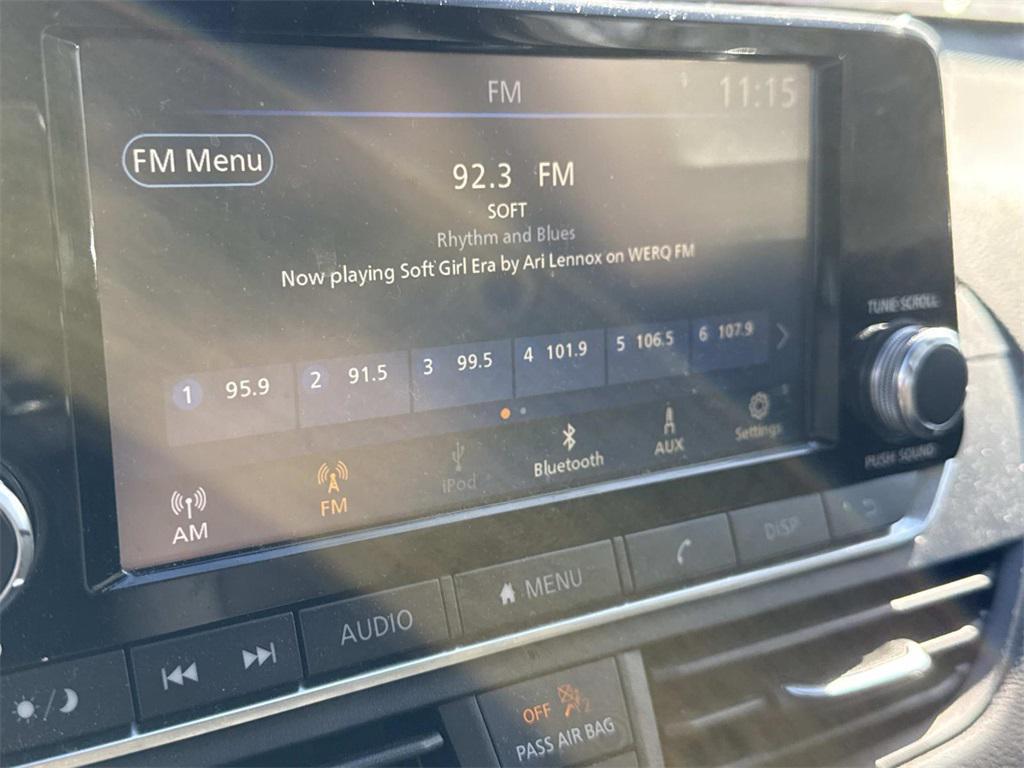 FM
11:15
FM Menu
92.3 FM
SOFT
Rhythm and Blues
Now playing Soft Girl Era by Ari Lennox on WERQ FM
1 95.9
2 91.5
3 99.5
4 101.9
5 106.5
6 107.9
AM
FM
iPod
Bluetooth
AUX
Settings
TUNE·SCROLL
PUSH SOUND
AUDIO
MENU
DISP
OFF
PASS AIR BAG